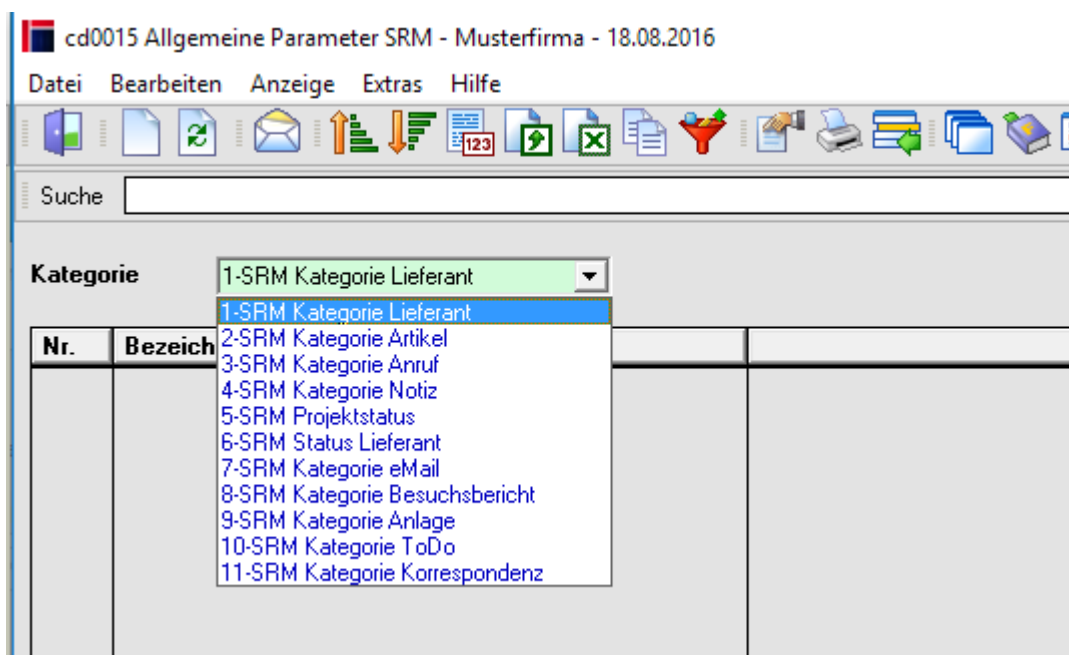 cd0015 Allgemeine Parameter SRM - Musterfirma - 18.08.2016
Datei Bearbeiten Anzeige Extras Hilfe
123
Suche
Kategorie 1-SRM Kategorie Lieferant
1-SRM Kategorie Lieferant
Nr. Bezeich
2-SRM Kategorie Artikel
3-SRM Kategorie Anruf
4-SRM Kategorie Notiz
5-SRM Projektstatus
6-SRM Status Lieferant
7-SRM Kategorie eMail
8-SRM Kategorie Besuchsbericht
9-SRM Kategorie Anlage
10-SRM Kategorie ToDo
11-SRM Kategorie Korrespondenz